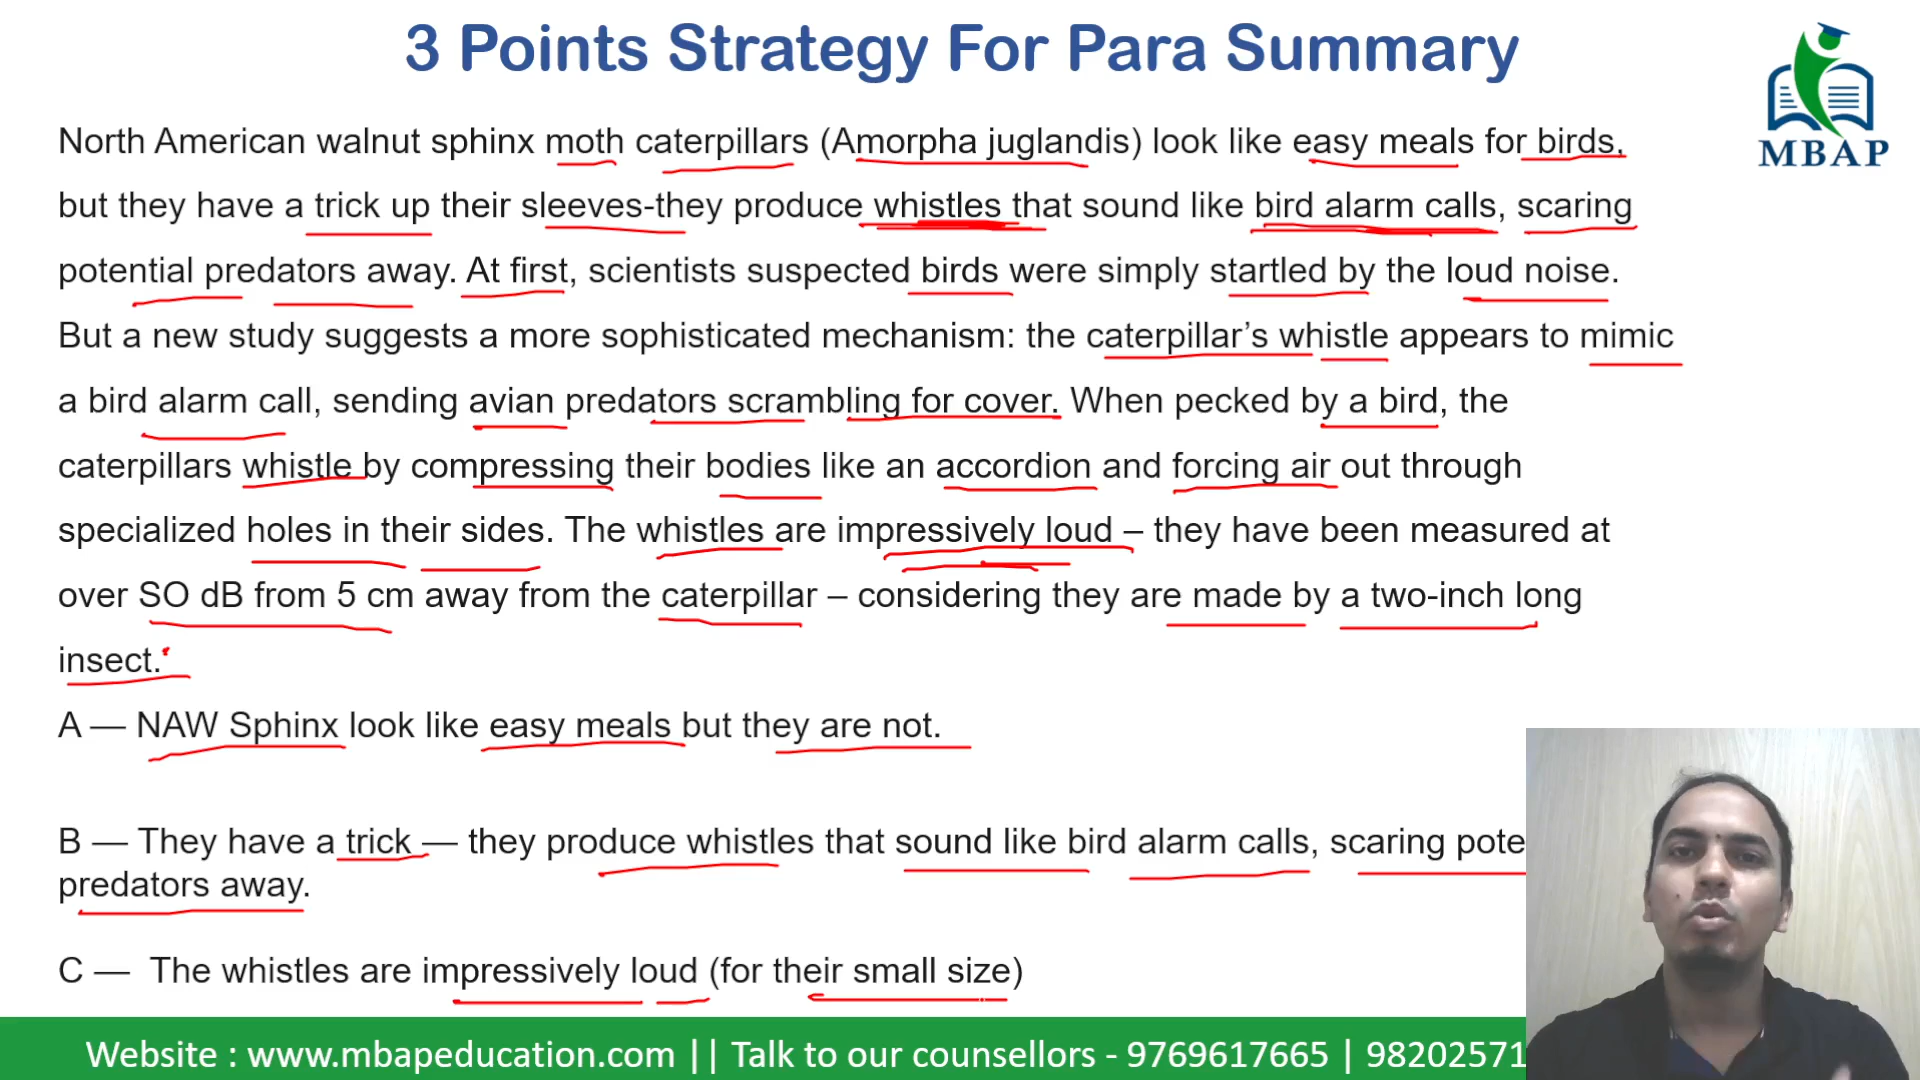 3 Points Strategy For Para Summary
MBAP
North American walnut sphinx moth caterpillars (Amorpha juglandis) look like easy meals for birds,
but they have a trick up their sleeves-they produce whistles that sound like bird alarm calls, scaring
potential predators away. At first, scientists suspected birds were simply startled by the loud noise.
But a new study suggests a more sophisticated mechanism: the caterpillar’s whistle appears to mimic
a bird alarm call, sending avian predators scrambling for cover. When pecked by a bird, the
caterpillars whistle by compressing their bodies like an accordion and forcing air out through
specialized holes in their sides. The whistles are impressively loud – they have been measured at
over SO dB from 5 cm away from the caterpillar – considering they are made by a two-inch long
insect.
A — NAW Sphinx look like easy meals but they are not.
B — They have a trick — they produce whistles that sound like bird alarm calls, scaring pote
predators away.
C — The whistles are impressively loud (for their small size)
Website : www.mbapeducation.com || Talk to our counsellors - 9769617665 | 98202571